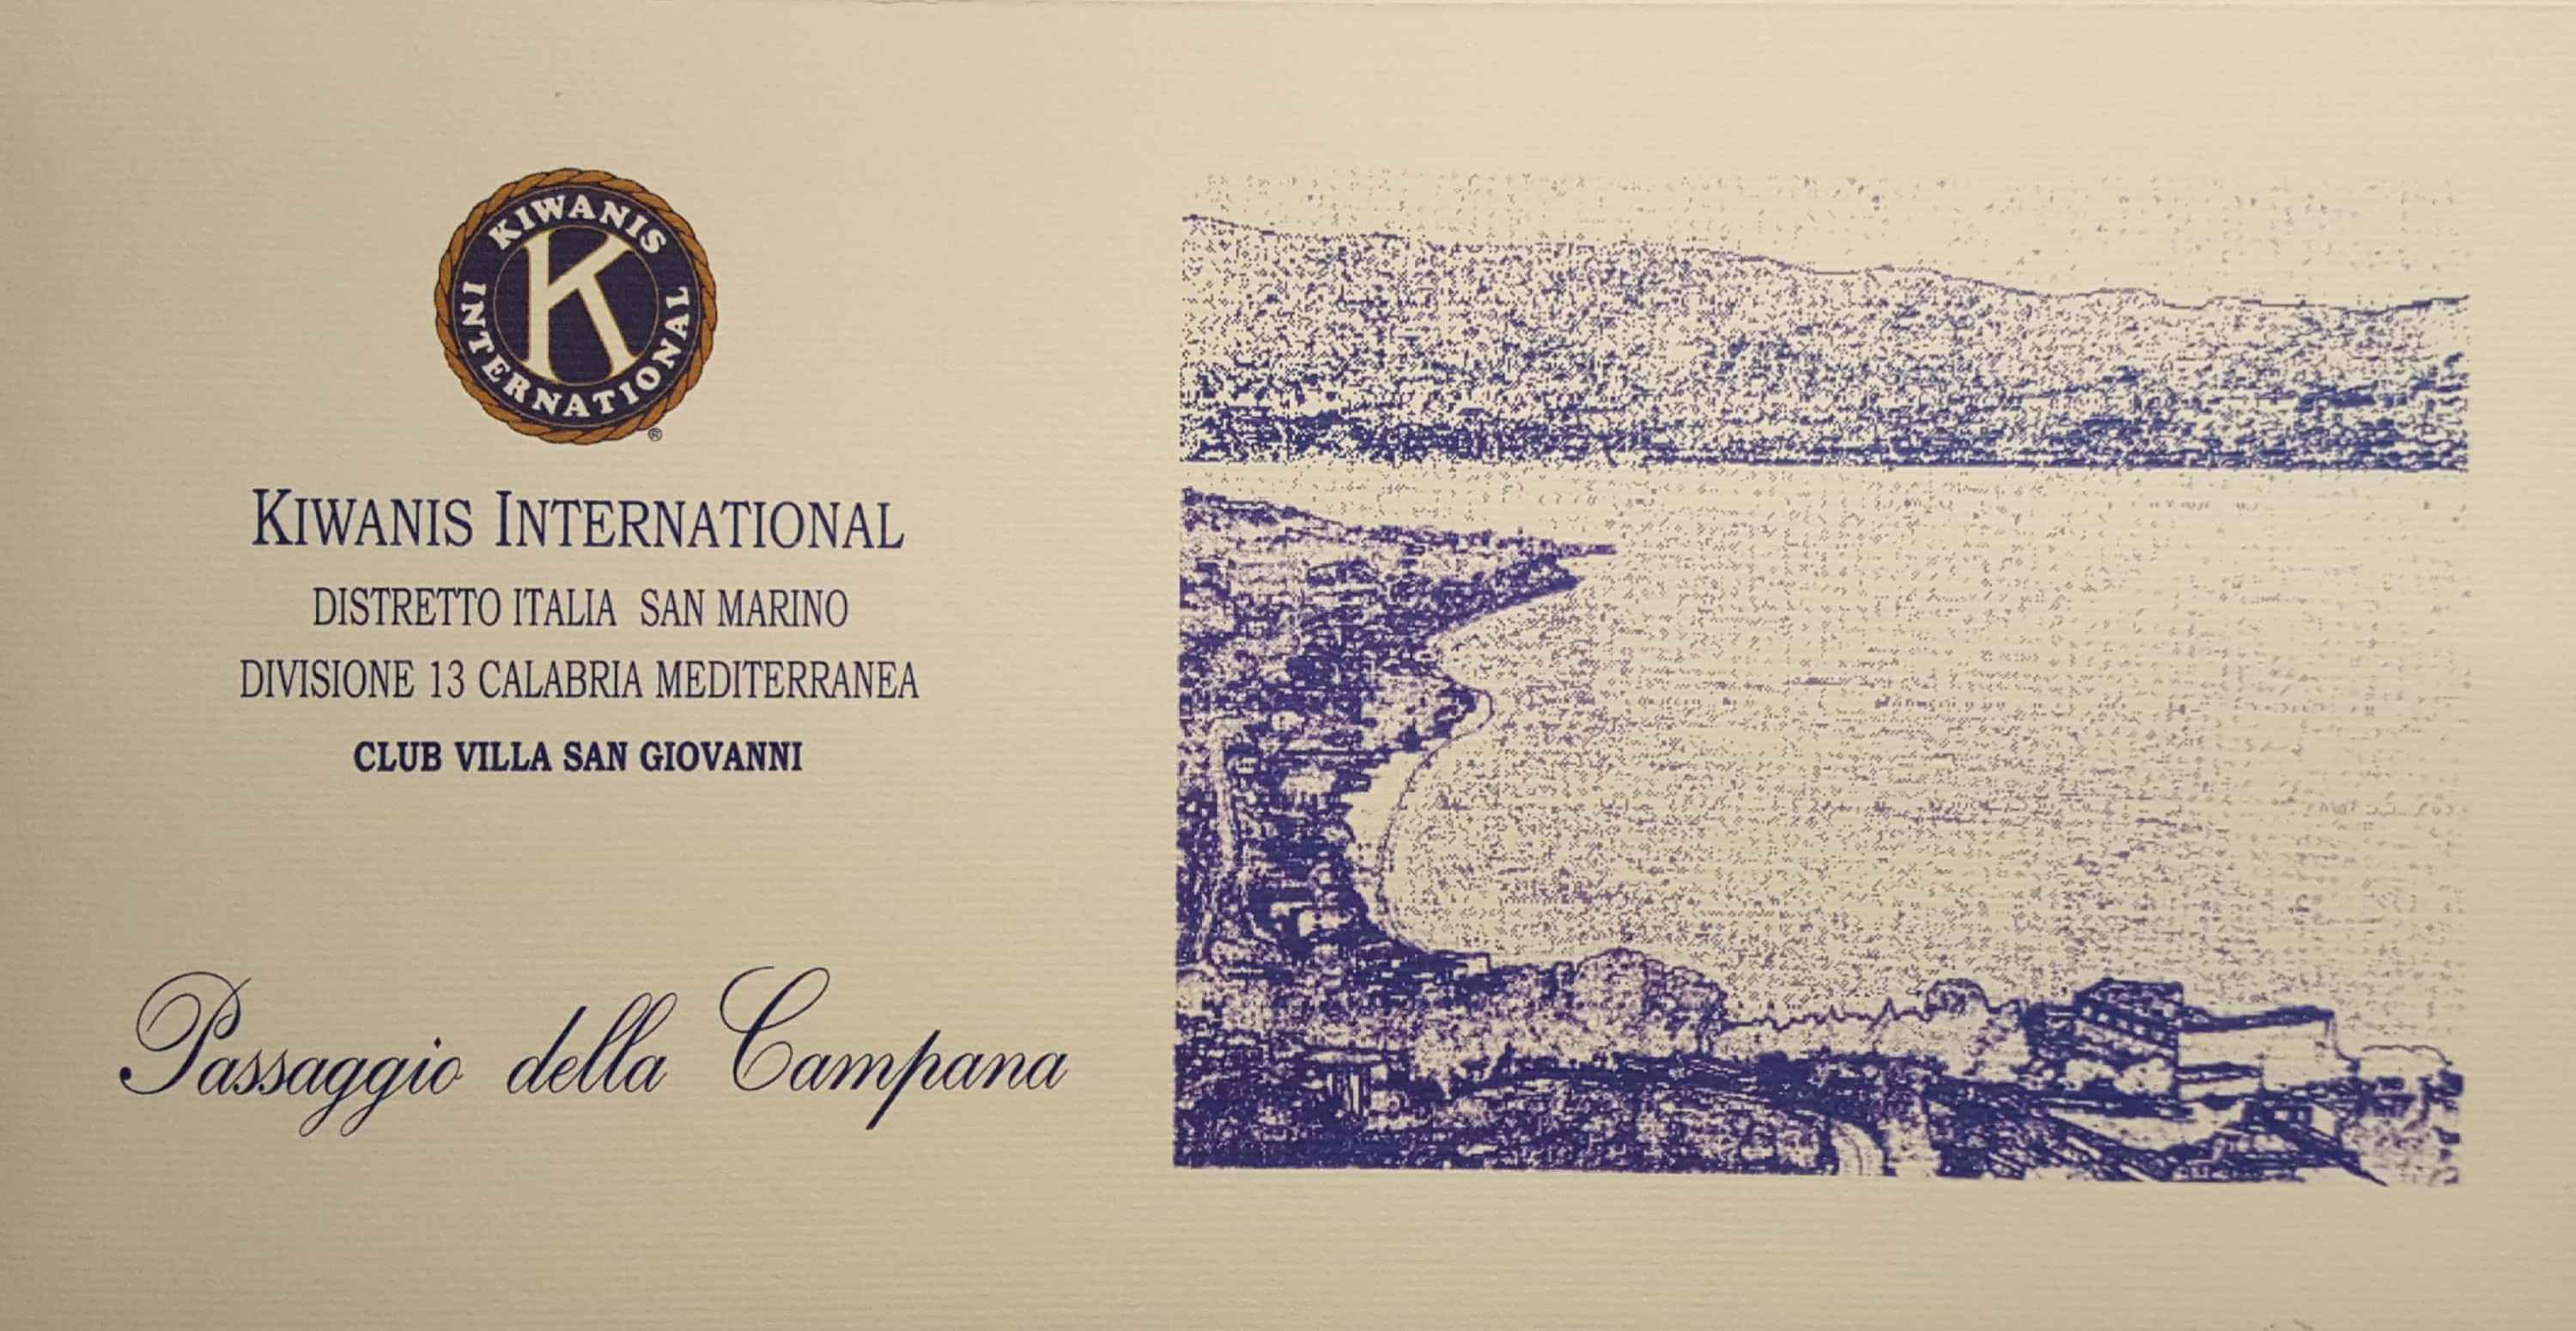 KIWANIS
K
INTERNATIONAL
®
KIWANIS INTERNATIONAL
DISTRETTO ITALIA SAN MARINO
DIVISIONE 13 CALABRIA MEDITERRANEA
CLUB VILLA SAN GIOVANNI
Passaggio della Campana